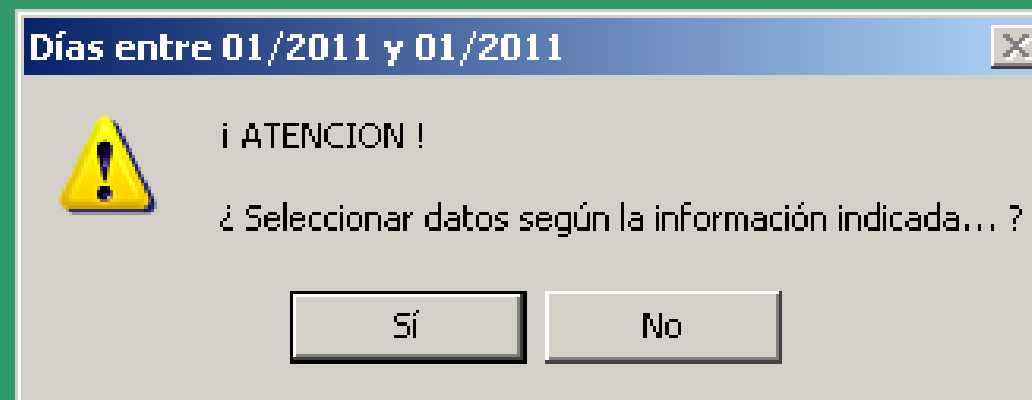 Días entre 01/2011 y 01/2011
¡ ATENCION !
¿ Seleccionar datos según la información indicada... ?
Sí
No